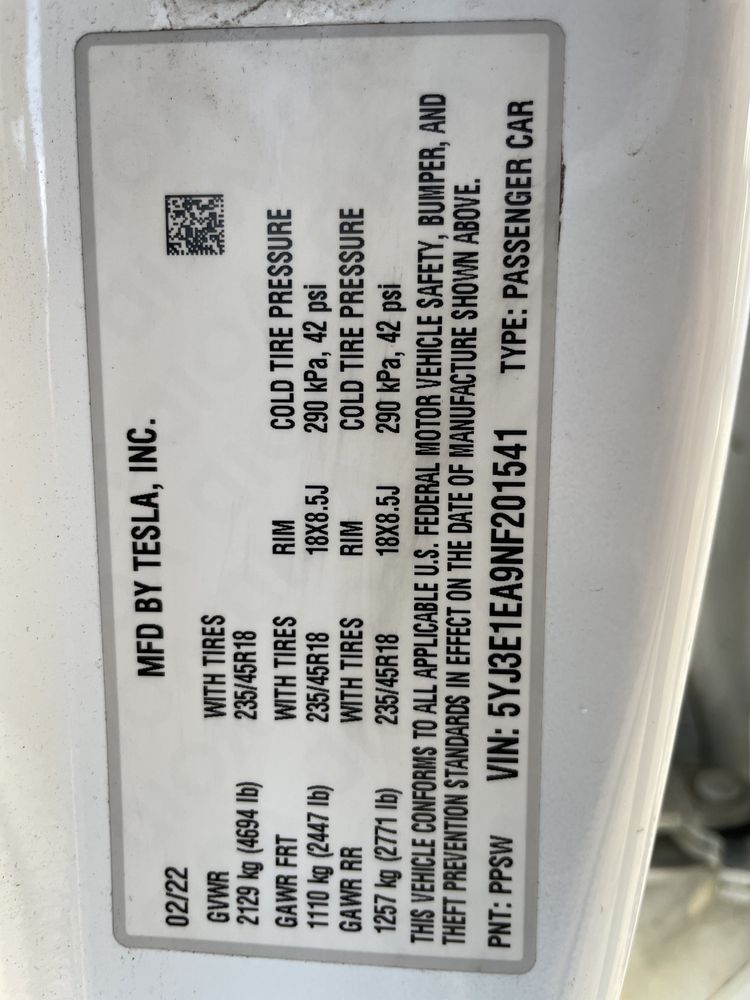 MFD BY TESLA, INC.
02/22
GVWR WITH TIRES
2129 kg (4694 lb) 235/45R18
GAWR FRT WITH TIRES RIM COLD TIRE PRESSURE
1110 kg (2447 lb) 235/45R18 18X8.5J 290 kPa, 42 psi
GAWR RR WITH TIRES RIM COLD TIRE PRESSURE
1257 kg (2771 lb) 235/45R18 18X8.5J 290 kPa, 42 psi
THIS VEHICLE CONFORMS TO ALL APPLICABLE U.S. FEDERAL MOTOR VEHICLE SAFETY, BUMPER, AND
THEFT PREVENTION STANDARDS IN EFFECT ON THE DATE OF MANUFACTURE SHOWN ABOVE.
PNT: PPSW VIN: 5YJ3E1EA9NF201541 TYPE: PASSENGER CAR